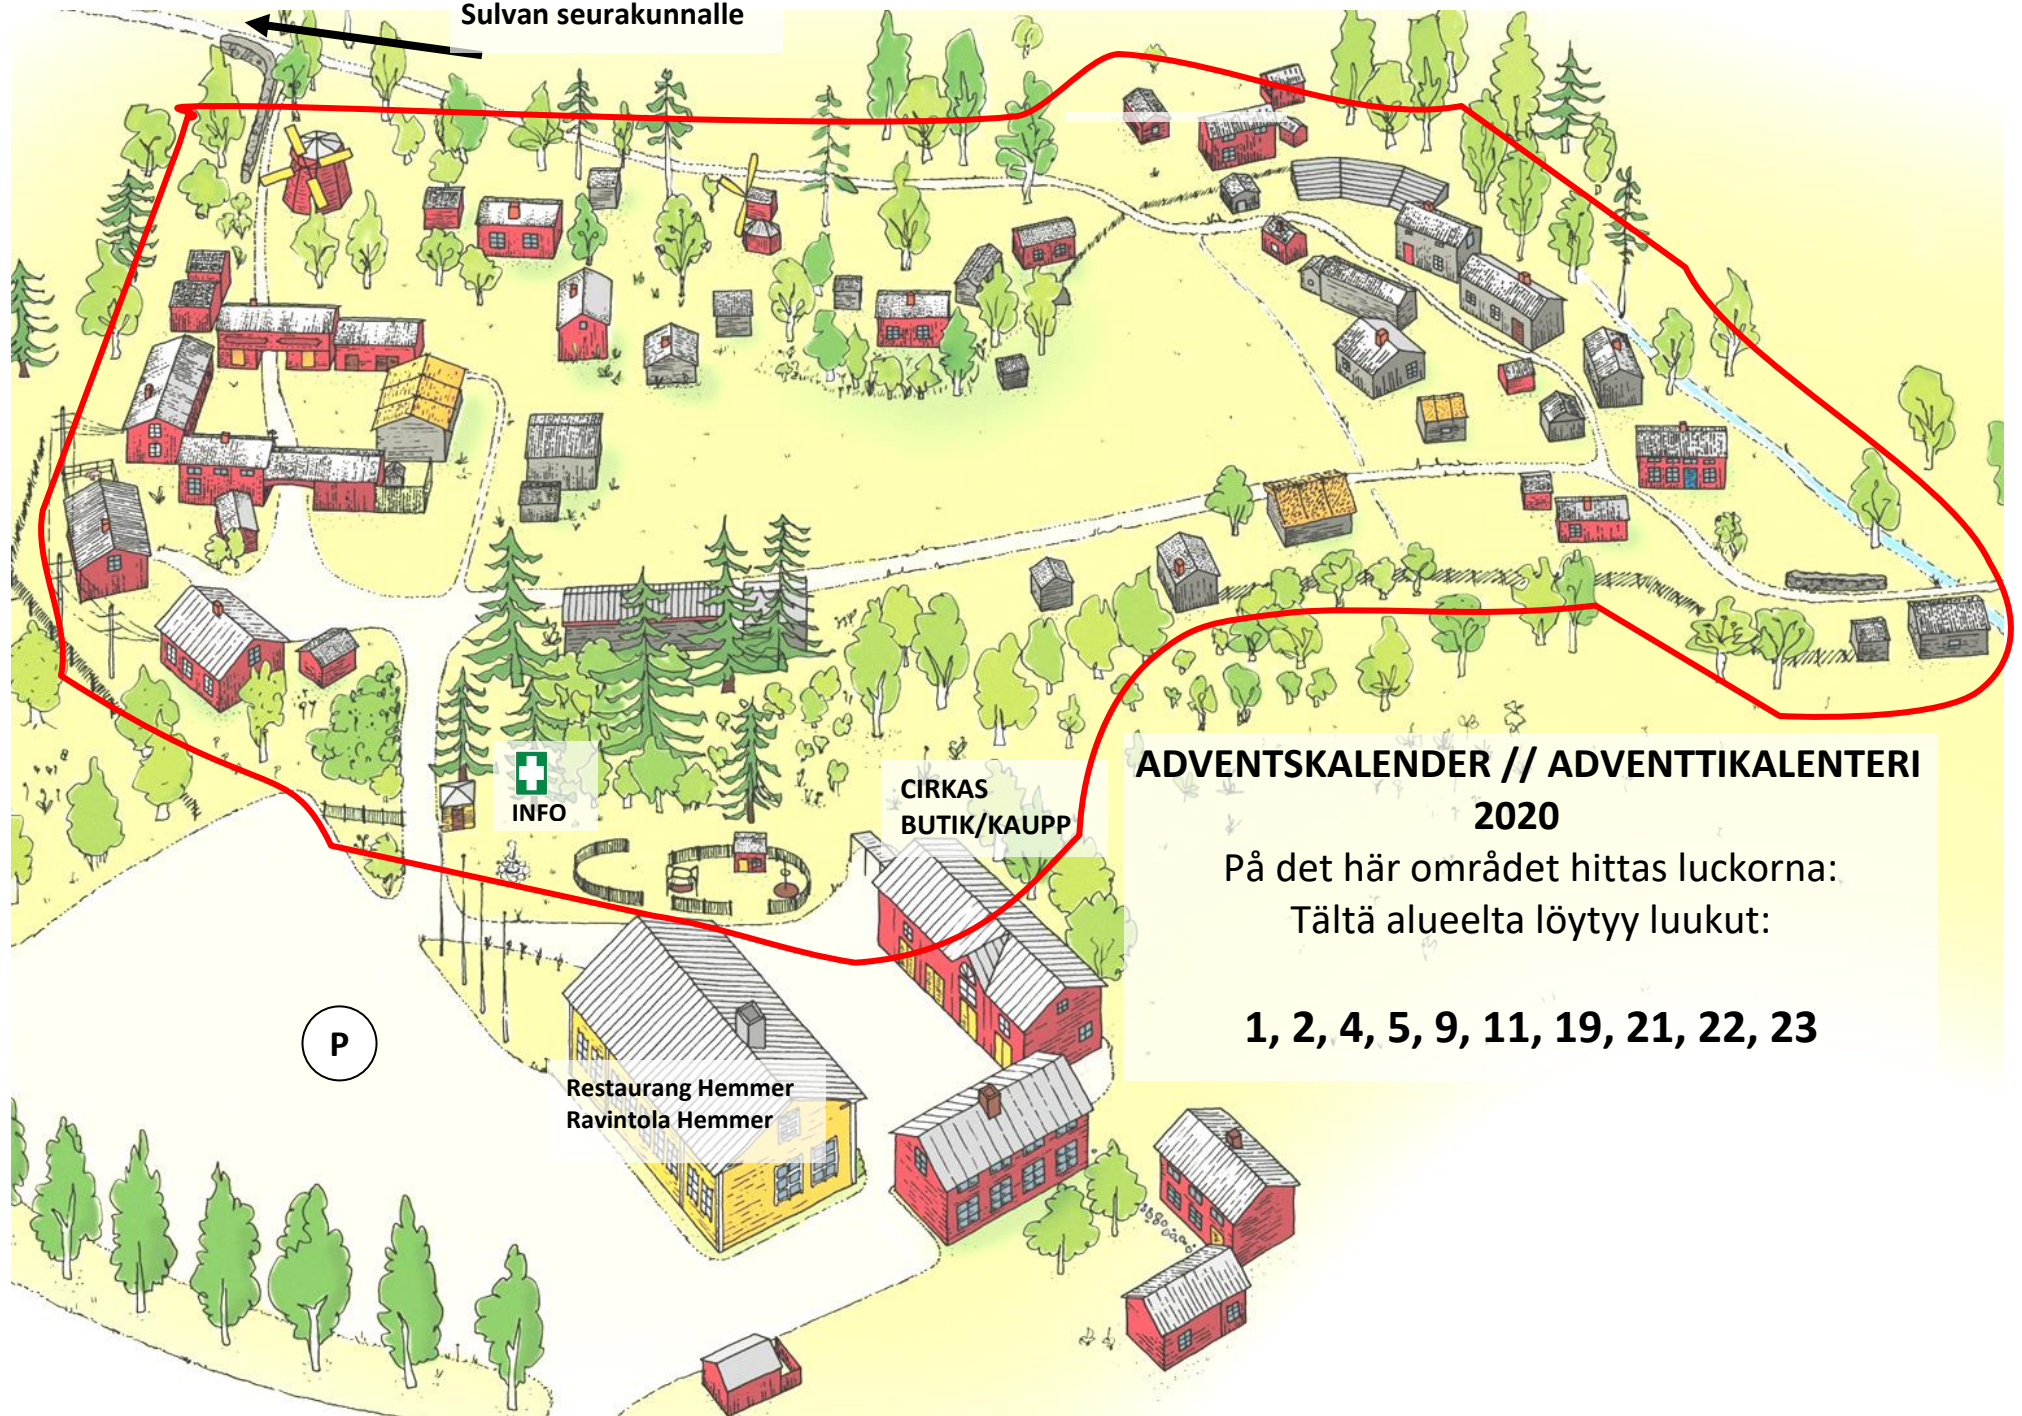 Sulvan seurakunnalle
INFO
CIRKAS
BUTIK/KAUPP
ADVENTSKALENDER // ADVENTTIKALENTERI
2020
På det här området hittas luckorna:
Tältä alueelta löytyy luukut:
1, 2, 4, 5, 9, 11, 19, 21, 22, 23
P
Restaurang Hemmer
Ravintola Hemmer